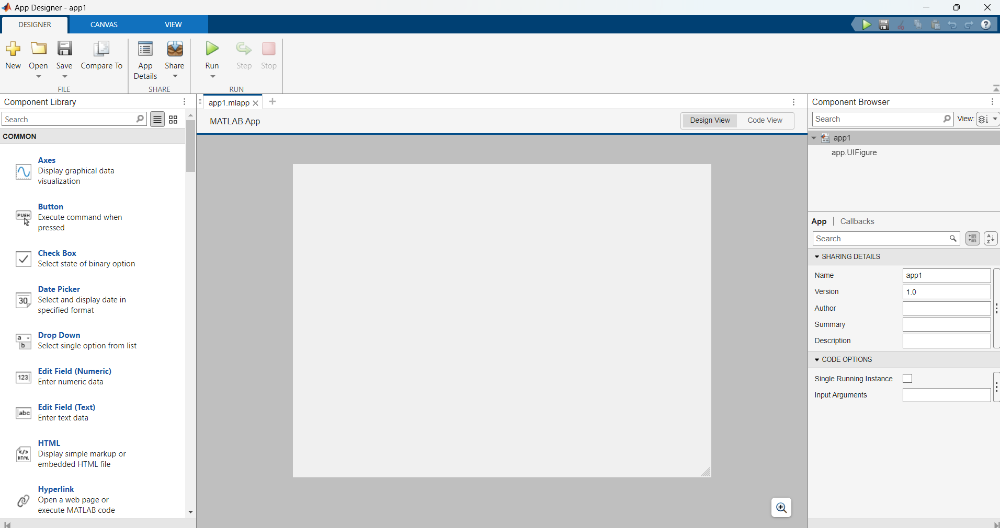 App Designer - app1
DESIGNER
CANVAS
VIEW
New
Open
Save
Compare To
App
Details
Share
Run
Step
Stop
FILE
SHARE
RUN
Component Library
Search
COMMON
Axes
Display graphical data
visualization
PUSH
Button
Execute command when
pressed
Check Box
Select state of binary option
30
Date Picker
Select and display date in
specified format
a
b
Drop Down
Select single option from list
123
Edit Field (Numeric)
Enter numeric data
abc
Edit Field (Text)
Enter text data
</>
HTML
HTML
Display simple markup or
embedded HTML file
Hyperlink
Open a web page or
execute MATLAB code
app1.mlapp
MATLAB App
Design View
Code View
Component Browser
Search
View:
app1
app.UIFigure
App
Callbacks
Search
A
Z
SHARING DETAILS
Name
app1
Version
1.0
Author
Summary
Description
CODE OPTIONS
Single Running Instance
Input Arguments